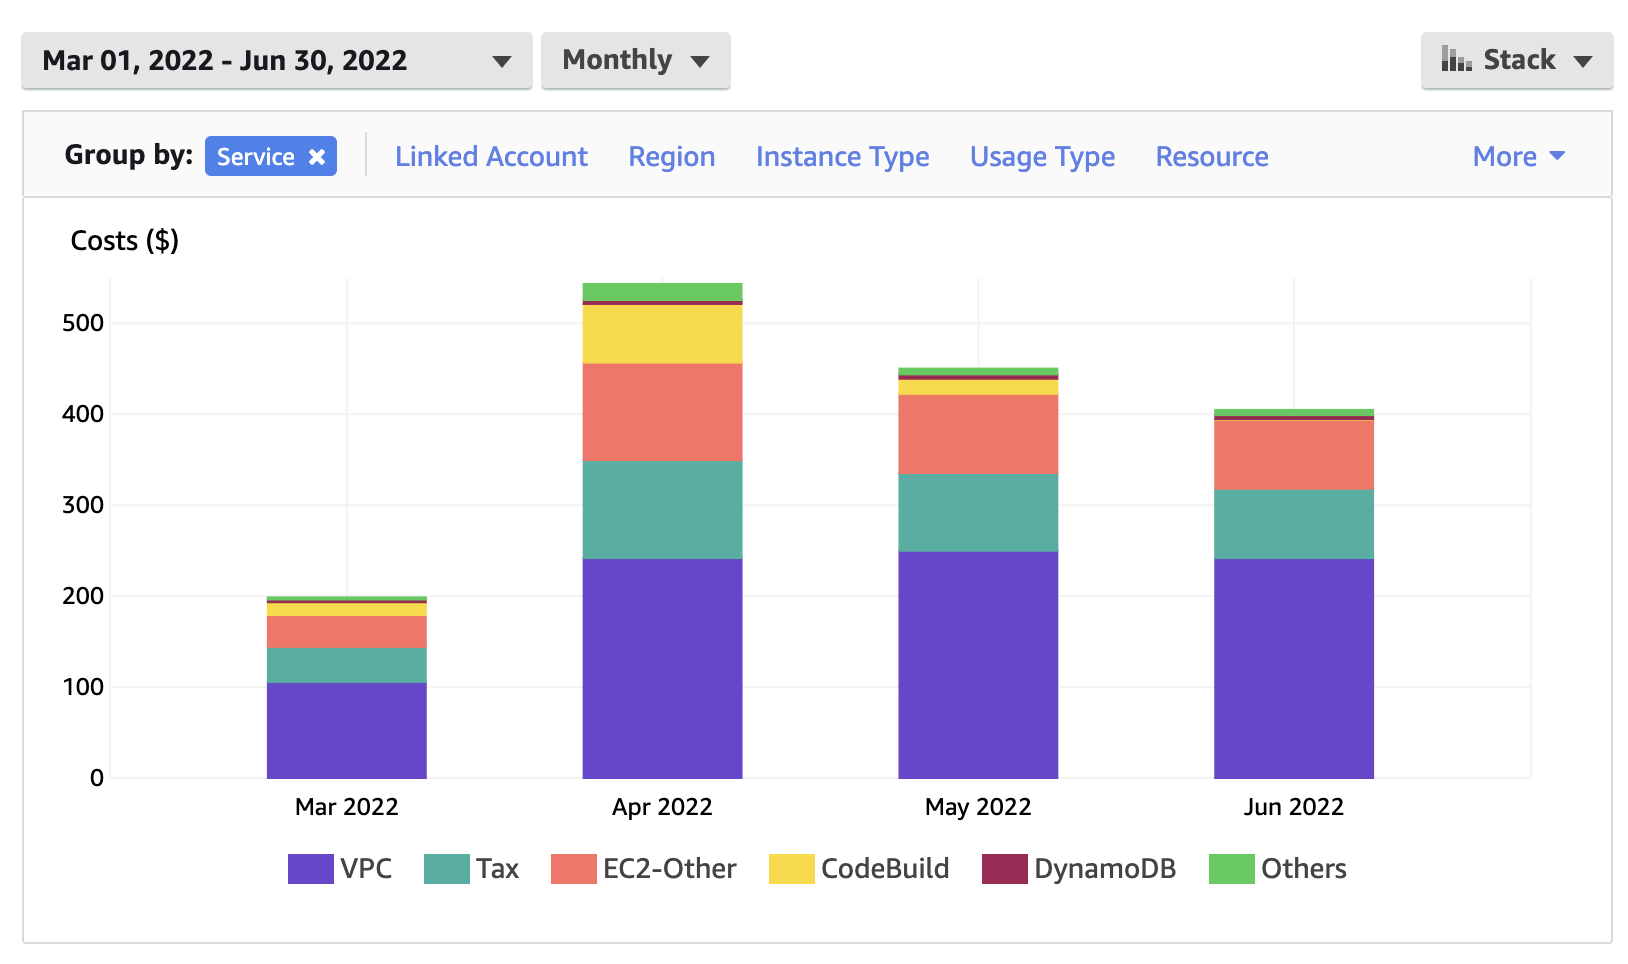 Mar 01, 2022 - Jun 30, 2022 Monthly Stack
Group by: Service Linked Account Region Instance Type Usage Type Resource More
Costs ($)
500
400
300
200
100
0
Mar 2022 Apr 2022 May 2022 Jun 2022
VPC Tax EC2-Other CodeBuild DynamoDB Others